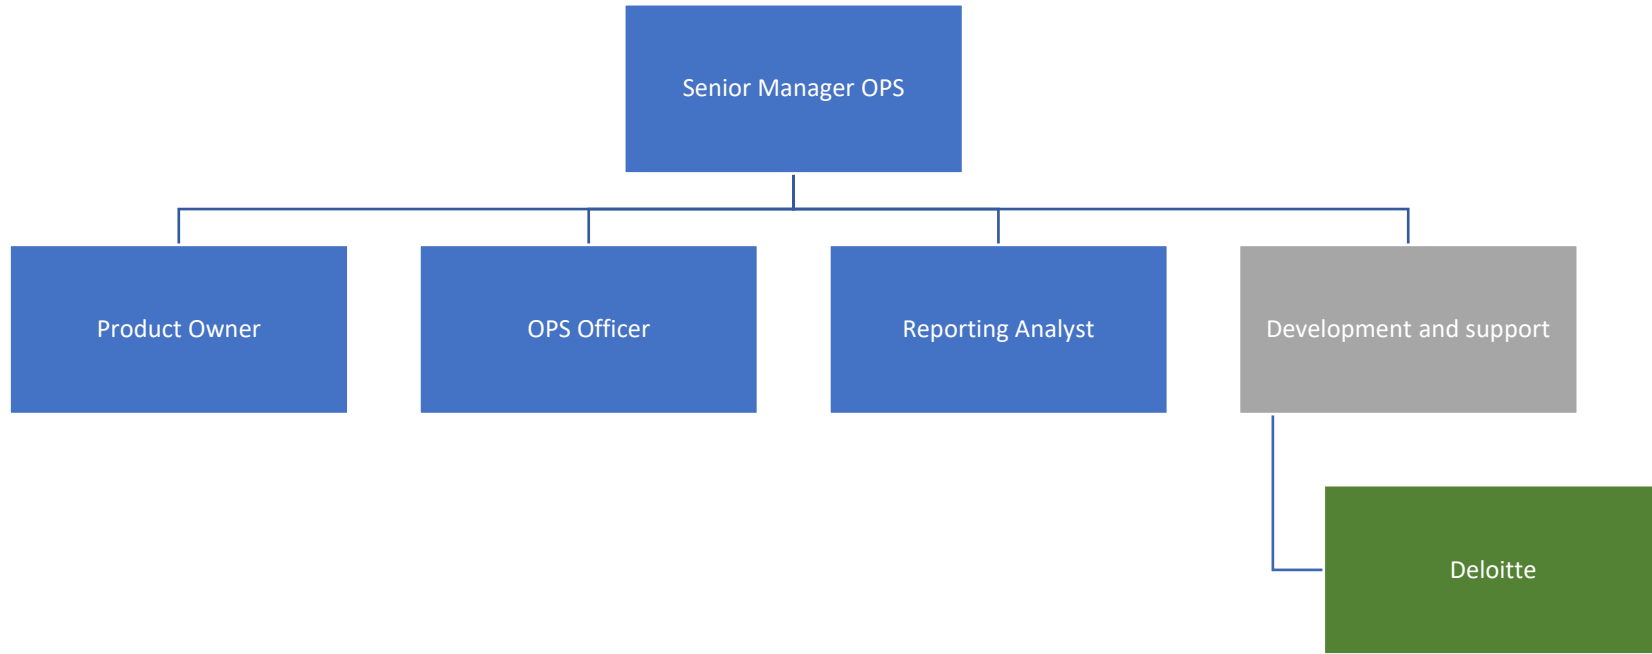 Senior Manager OPS
Product Owner
OPS Officer
Reporting Analyst
Development and support
Deloitte